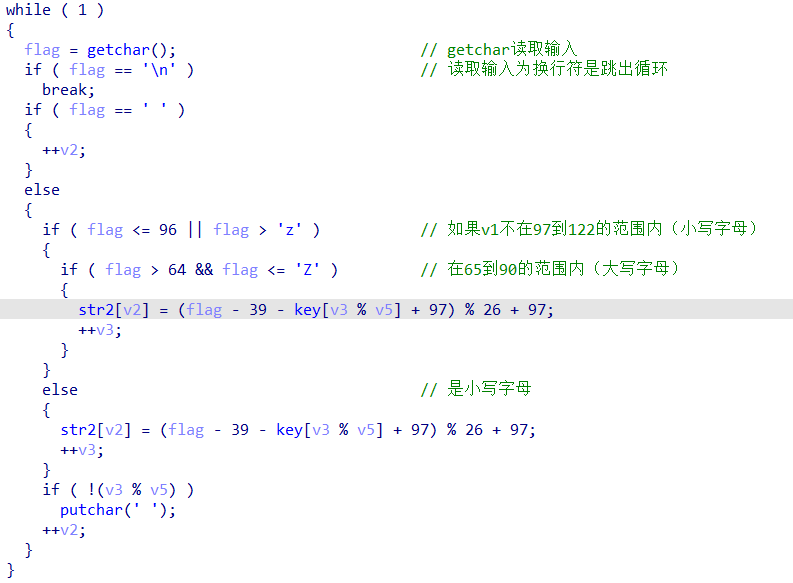 while ( 1 )
{
  flag = getchar();                           // getchar读取输入
  if ( flag == '\n' )                         // 读取输入为换行符是跳出循环
    break;
  if ( flag == ' ' )
  {
    ++v2;
  }
  else
  {
    if ( flag <= 96 || flag > 'z' )           // 如果v1不在97到122的范围内（小写字母）
    {
      if ( flag > 64 && flag <= 'Z' )         // 在65到90的范围内（大写字母）
      {
        str2[v2] = (flag - 39 - key[v3 % v5] + 97) % 26 + 97;
        ++v3;
      }
    }
    else                                      // 是小写字母
    {
      str2[v2] = (flag - 39 - key[v3 % v5] + 97) % 26 + 97;
      ++v3;
    }
    if ( !(v3 % v5) )
      putchar(' ');
    ++v2;
  }
}